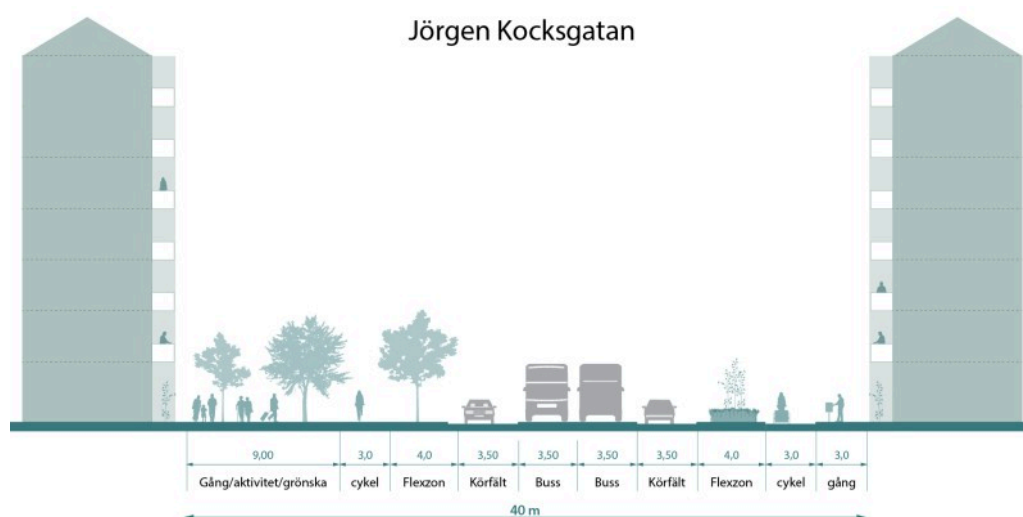 Jörgen Kocksgatan
9,00 3,0 4,0 3,50 3,50 3,50 3,50 4,0 3,0 3,0
Gång/aktivitet/grönska cykel Flexzon Körfält Buss Buss Körfält Flexzon cykel gång
40 m